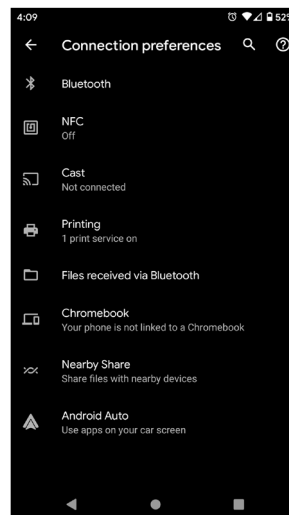 4:09 52%
Connection preferences
Bluetooth
NFC
Off
Cast
Not connected
Printing
1 print service on
Files received via Bluetooth
Chromebook
Your phone is not linked to a Chromebook
Nearby Share
Share files with nearby devices
Android Auto
Use apps on your car screen